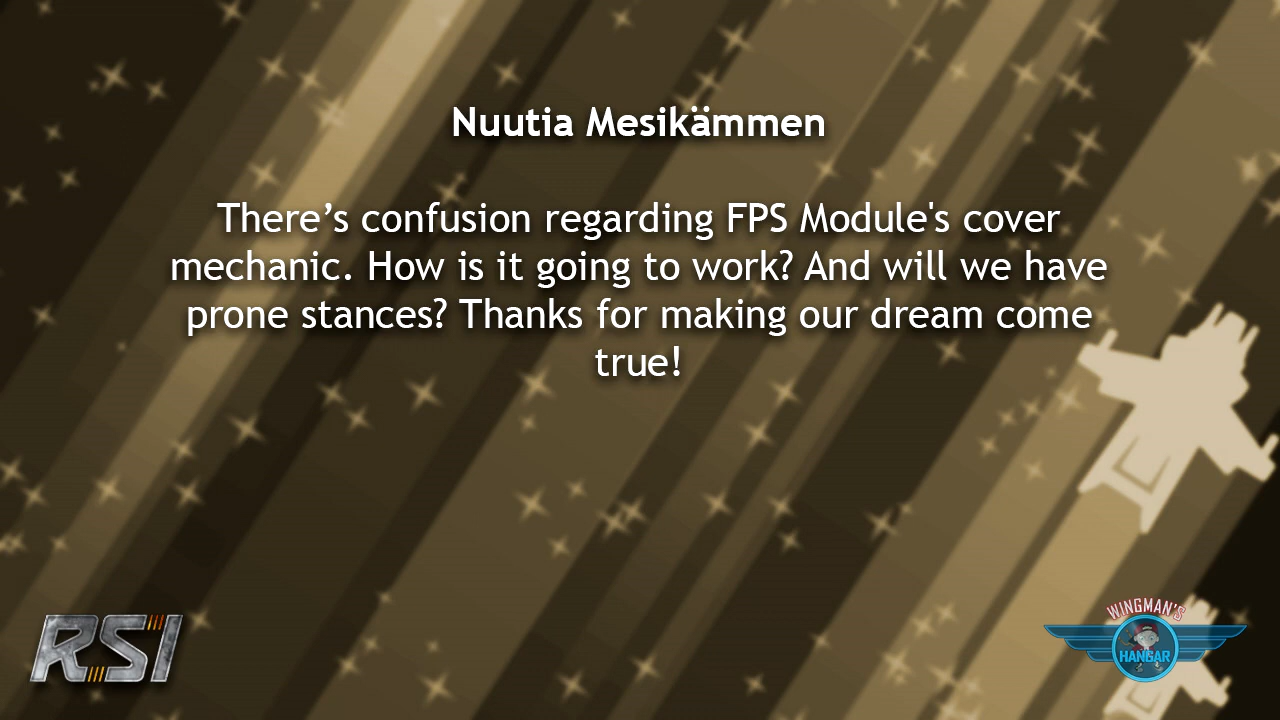 Nuutia Mesikämmen
There’s confusion regarding FPS Module's cover
mechanic. How is it going to work? And will we have
prone stances? Thanks for making our dream come
true!
RSI
WINGMAN'S
HANGAR